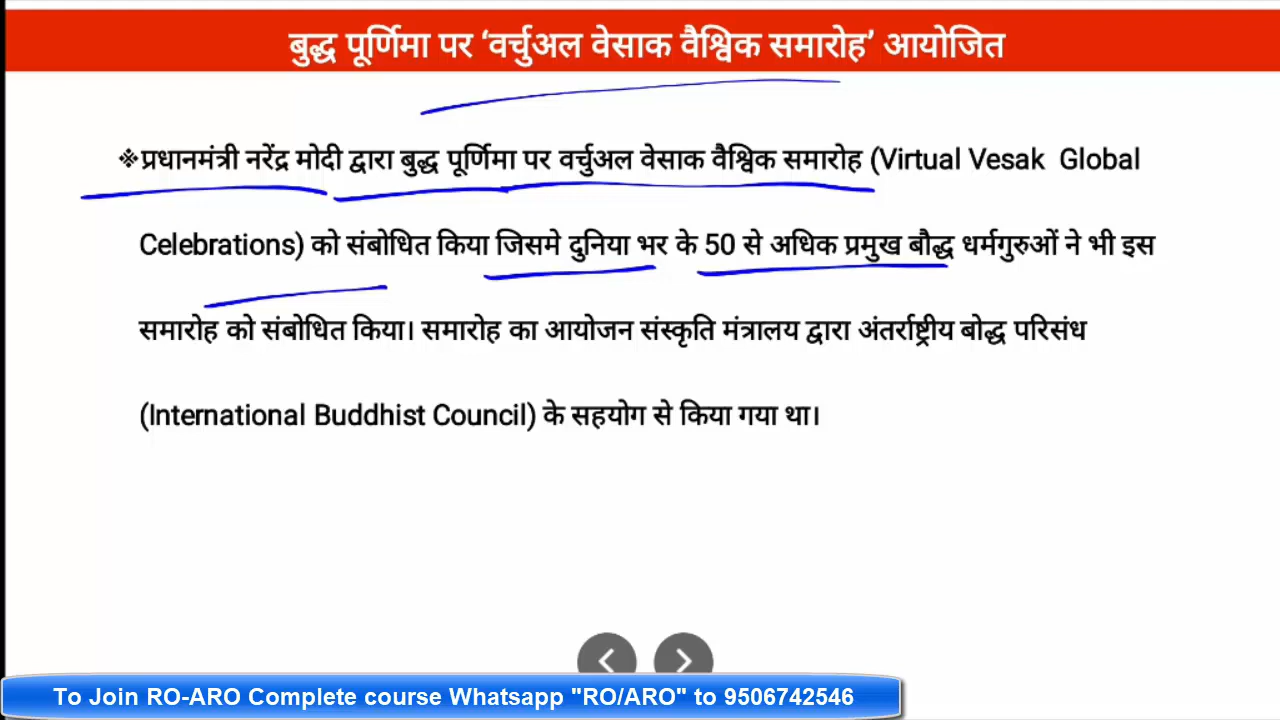 बुद्ध पूर्णिमा पर ‘वर्चुअल वेसाक वैश्विक समारोह’ आयोजित
❖प्रधानमंत्री नरेंद्र मोदी द्वारा बुद्ध पूर्णिमा पर वर्चुअल वेसाक वैश्विक समारोह (Virtual Vesak Global
Celebrations) को संबोधित किया जिसमे दुनिया भर के 50 से अधिक प्रमुख बौद्ध धर्मगुरुओं ने भी इस
समारोह को संबोधित किया। समारोह का आयोजन संस्कृति मंत्रालय द्वारा अंतर्राष्ट्रीय बोद्ध परिसंध
(International Buddhist Council) के सहयोग से किया गया था।
To Join RO-ARO Complete course Whatsapp "RO/ARO" to 9506742546